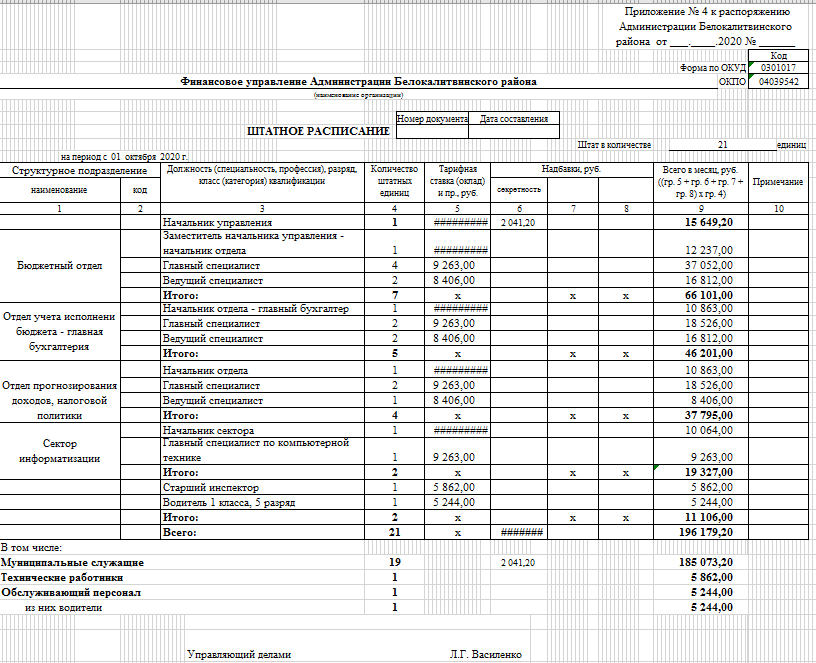 Приложение № 4 к распоряжению
Администрации Белокалитвинского
района от ___.____.2020 № ______
Код
Форма по ОКУД 0301017
Финансовое управление Администрации Белокалитвинского района ОКПО 04039542
(наименование организации)
Номер документа Дата составления
ШТАТНОЕ РАСПИСАНИЕ
Штат в количестве 21 единиц
на период с 01 октября 2020 г.
Структурное подразделение Должность (специальность, профессия), разряд, класс (категория) квалификации Количество штатных единиц Тарифная ставка (оклад) и пр., руб. Надбавки, руб. Всего в месяц, руб. ((гр. 5 + гр. 6 + гр. 7 + гр. 8) х гр. 4) Примечание
наименование код секретность
1 2 3 4 5 6 7 8 9 10
Начальник управления 1 ######### 2 041,20 15 649,20
Бюджетный отдел
Заместитель начальника управления -
начальник отдела 1 ######### 12 237,00
Главный специалист 4 9 263,00 37 052,00
Ведущий специалист 2 8 406,00 16 812,00
Итого: 7 х х х 66 101,00
Отдел учета исполнени
бюджета - главная
бухгалтерия
Начальник отдела - главный бухгалтер 1 ######### 10 863,00
Главный специалист 2 9 263,00 18 526,00
Ведущий специалист 2 8 406,00 16 812,00
Итого: 5 х х х 46 201,00
Отдел прогнозирования
доходов, налоговой
политики
Начальник отдела 1 ######### 10 863,00
Главный специалист 2 9 263,00 18 526,00
Ведущий специалист 1 8 406,00 8 406,00
Итого: 4 х х х 37 795,00
Сектор
информатизации
Начальник сектора 1 ######### 10 064,00
Главный специалист по компьютерной
технике 1 9 263,00 9 263,00
Итого: 2 х х х 19 327,00
Старший инспектор 1 5 862,00 5 862,00
Водитель 1 класса, 5 разряд 1 5 244,00 5 244,00
Итого: 2 х х х 11 106,00
Всего: 21 х ####### 196 179,20
В том числе:
Муниципальные служащие 19 2 041,20 185 073,20
Технические работники 1 5 862,00
Обслуживающий персонал 1 5 244,00
из них водители 1 5 244,00
Управляющий делами Л.Г. Василенко